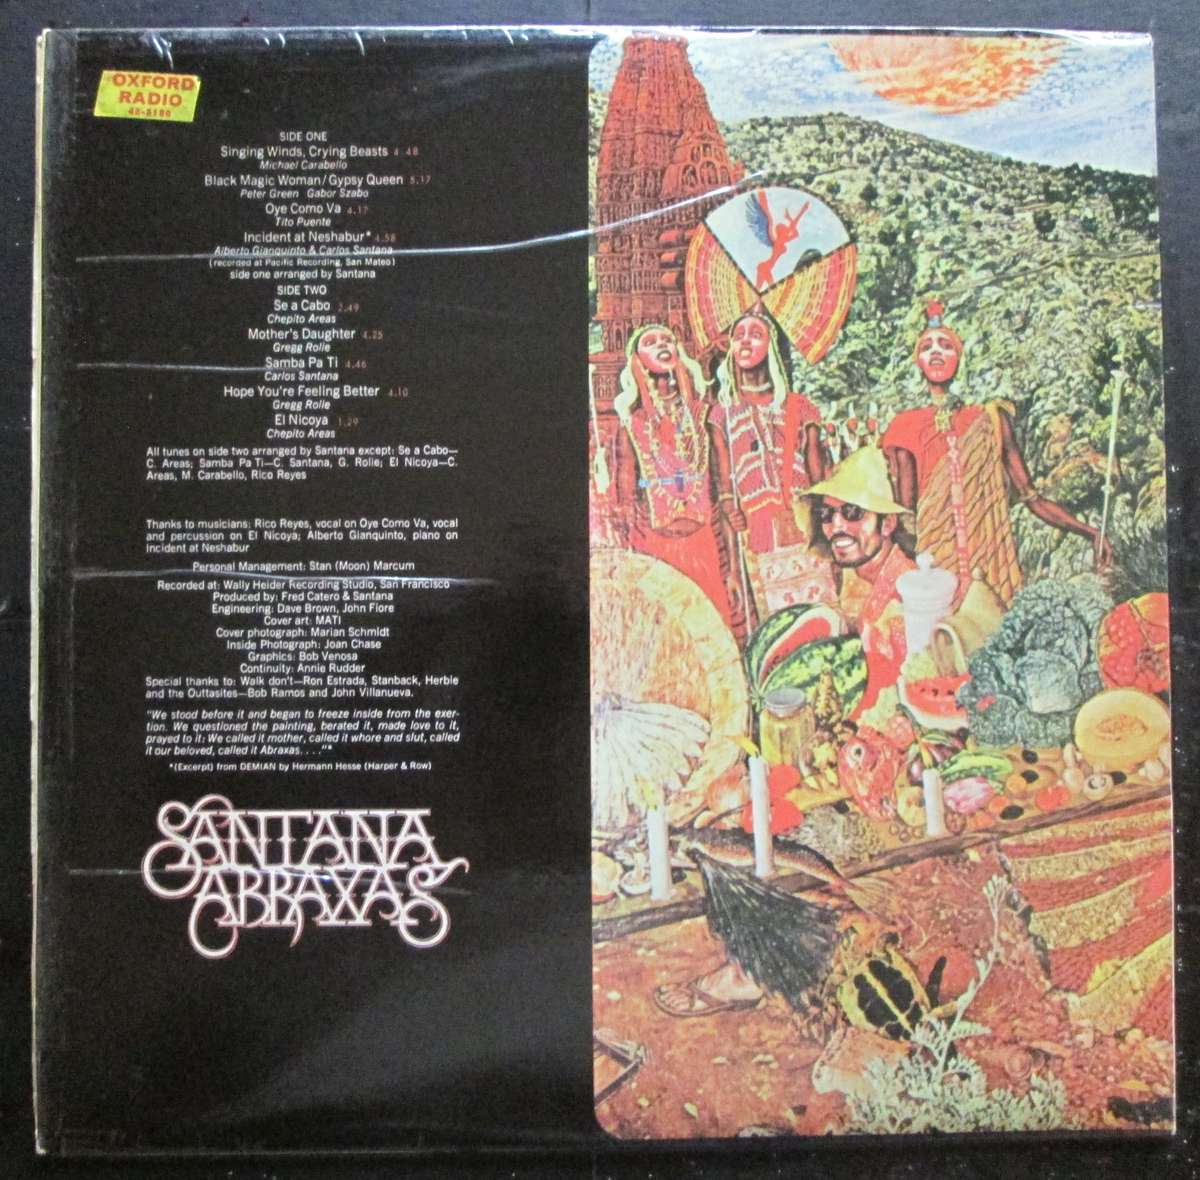 OXFORD
RADIO
SIDE ONE
Singing Winds, Crying Beasts 4.48
Michael Carabello
Black Magic Woman/Gypsy Queen 5.17
Peter Green Gabor Szabo
Oye Como Va 4.17
Tito Puente
Incident at Neshabur* 4.58
Alberto Gianquinto & Carlos Santana
(recorded at Pacific Recording, San Mateo)
side one arranged by Santana
SIDE TWO
Se a Cabo 2.49
Chepito Areas
Mother's Daughter 4.25
Gregg Rolie
Samba Pa Ti 4.46
Carlos Santana
Hope You're Feeling Better 4.10
Gregg Rolie
El Nicoya 1.29
Chepito Areas
All tunes on side two arranged by Santana except: Se a Cabo—
C. Areas; Samba Pa Ti—C. Santana, G. Rolie; El Nicoya—C.
Areas, M. Carabello, Rico Reyes
Thanks to musicians: Rico Reyes, vocal on Oye Como Va, vocal
and percussion on El Nicoya; Alberto Gianquinto, piano on
Incident at Neshabur
Personal Management: Stan (Moon) Marcum
Recorded at: Wally Heider Recording Studio, San Francisco
Produced by: Fred Catero & Santana
Engineering: Dave Brown, John Fiore
Cover art: MATI
Cover photograph: Marian Schmidt
Inside Photograph: Joan Chase
Graphics: Bob Venosa
Continuity: Annie Rudder
Special thanks to: Walk don't—Ron Estrada, Stanback, Herbie
and the Outtasites—Bob Ramos and John Villanueva.
"We stood before it and began to freeze inside from the exer-
tion. We questioned the painting, berated it, made love to it,
prayed to it: We called it mother, called it whore and slut, called
it our beloved, called it Abraxas. . . ."*
*(Excerpt) from DEMIAN by Hermann Hesse (Harper & Row)
SANTANA
ABRAXAS